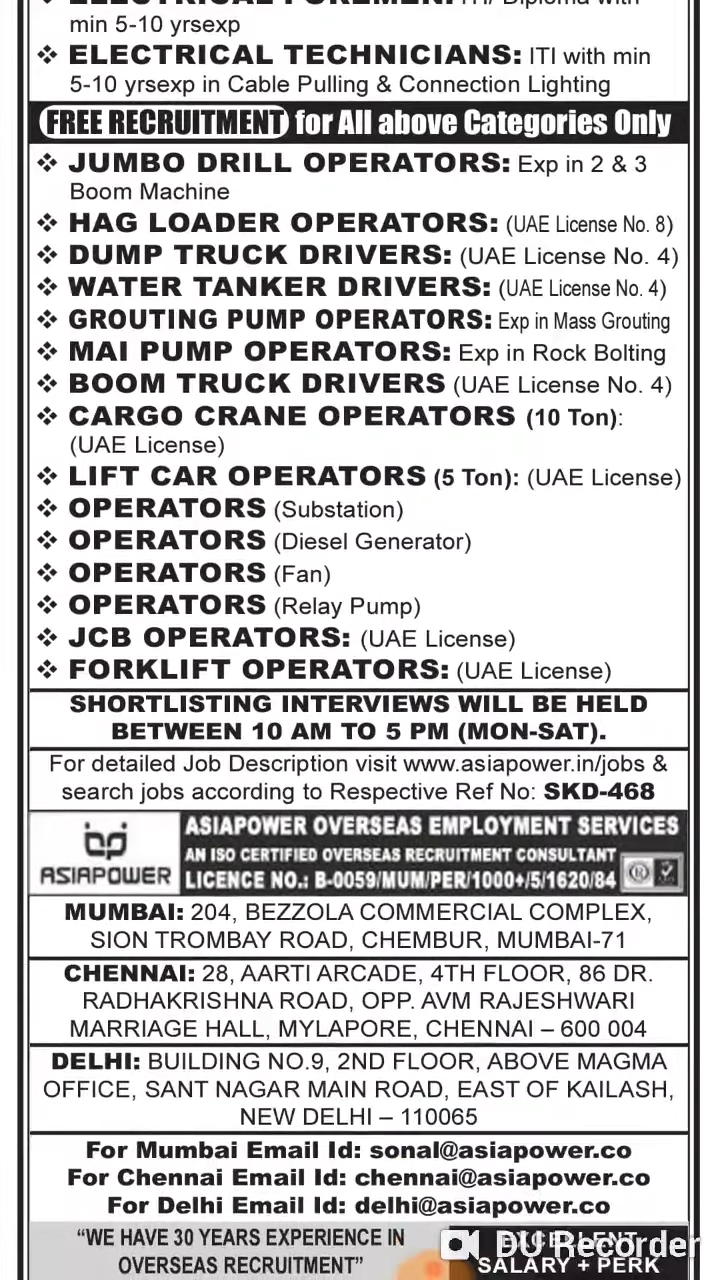 ELECTRICAL FOREMEN: ITI/ Diploma with
min 5-10 yrsexp
❖ ELECTRICAL TECHNICIANS: ITI with min
5-10 yrsexp in Cable Pulling & Connection Lighting
FREE RECRUITMENT for All above Categories Only
❖ JUMBO DRILL OPERATORS: Exp in 2 & 3
Boom Machine
❖ HAG LOADER OPERATORS: (UAE License No. 8)
❖ DUMP TRUCK DRIVERS: (UAE License No. 4)
❖ WATER TANKER DRIVERS: (UAE License No. 4)
❖ GROUTING PUMP OPERATORS: Exp in Mass Grouting
❖ MAI PUMP OPERATORS: Exp in Rock Bolting
❖ BOOM TRUCK DRIVERS (UAE License No. 4)
❖ CARGO CRANE OPERATORS (10 Ton):
(UAE License)
❖ LIFT CAR OPERATORS (5 Ton): (UAE License)
❖ OPERATORS (Substation)
❖ OPERATORS (Diesel Generator)
❖ OPERATORS (Fan)
❖ OPERATORS (Relay Pump)
❖ JCB OPERATORS: (UAE License)
❖ FORKLIFT OPERATORS: (UAE License)
SHORTLISTING INTERVIEWS WILL BE HELD
BETWEEN 10 AM TO 5 PM (MON-SAT).
For detailed Job Description visit www.asiapower.in/jobs &
search jobs according to Respective Ref No: SKD-468
ASIAPOWER
ASIAPOWER OVERSEAS EMPLOYMENT SERVICES
AN ISO CERTIFIED OVERSEAS RECRUITMENT CONSULTANT
LICENCE NO.: B-0059/MUM/PER/1000+/5/1620/84
MUMBAI: 204, BEZZOLA COMMERCIAL COMPLEX,
SION TROMBAY ROAD, CHEMBUR, MUMBAI-71
CHENNAI: 28, AARTI ARCADE, 4TH FLOOR, 86 DR.
RADHAKRISHNA ROAD, OPP. AVM RAJESHWARI
MARRIAGE HALL, MYLAPORE, CHENNAI – 600 004
DELHI: BUILDING NO.9, 2ND FLOOR, ABOVE MAGMA
OFFICE, SANT NAGAR MAIN ROAD, EAST OF KAILASH,
NEW DELHI – 110065
For Mumbai Email Id: sonal@asiapower.co
For Chennai Email Id: chennai@asiapower.co
For Delhi Email Id: delhi@asiapower.co
"WE HAVE 30 YEARS EXPERIENCE IN
OVERSEAS RECRUITMENT"
EXCELLENT
SALARY + PERK
DU Recorder